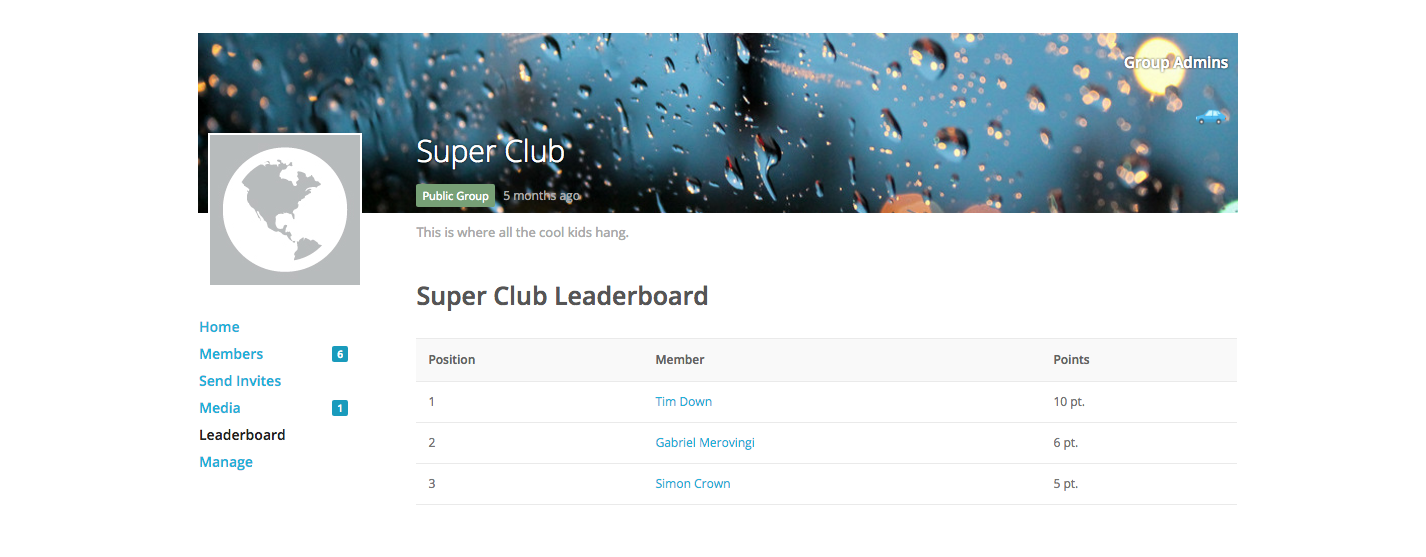 Group Admins
Super Club
Public Group 5 months ago
This is where all the cool kids hang.
Home
Members 6
Send Invites
Media 1
Leaderboard
Manage
Super Club Leaderboard
Position Member Points
1 Tim Down 10 pt.
2 Gabriel Merovingi 6 pt.
3 Simon Crown 5 pt.